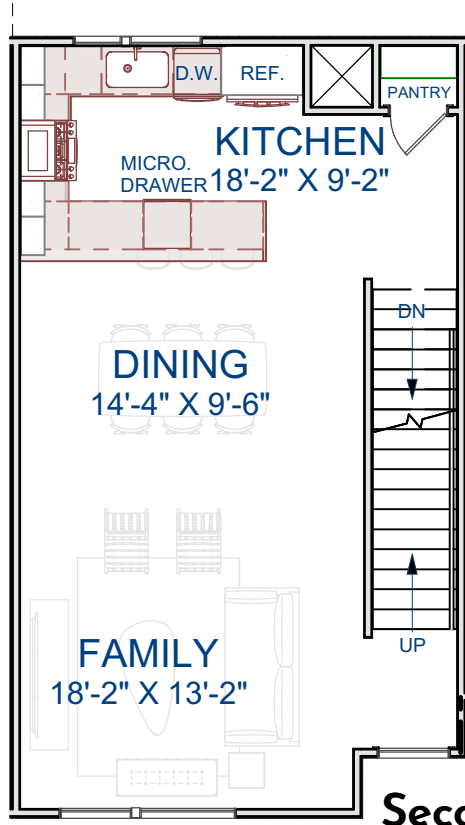 D.W.
REF.
PANTRY
KITCHEN
18'-2" X 9'-2"
MICRO.
DRAWER
DN
DINING
14'-4" X 9'-6"
UP
FAMILY
18'-2" X 13'-2"